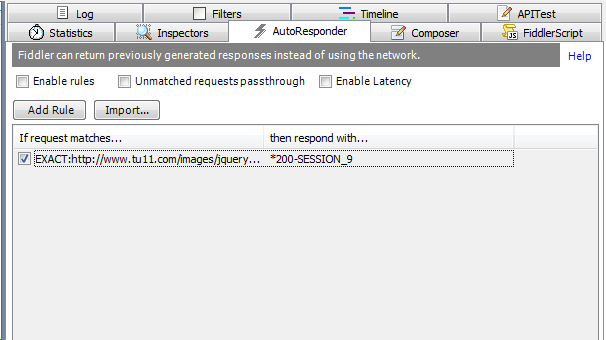 Log Filters Timeline APITest
Statistics Inspectors AutoResponder Composer FiddlerScript
Fiddler can return previously generated responses instead of using the network. Help
Enable rules Unmatched requests passthrough Enable Latency
Add Rule Import...
If request matches... then respond with...
EXACT:http://www.tu11.com/images/jquery... *200-SESSION_9